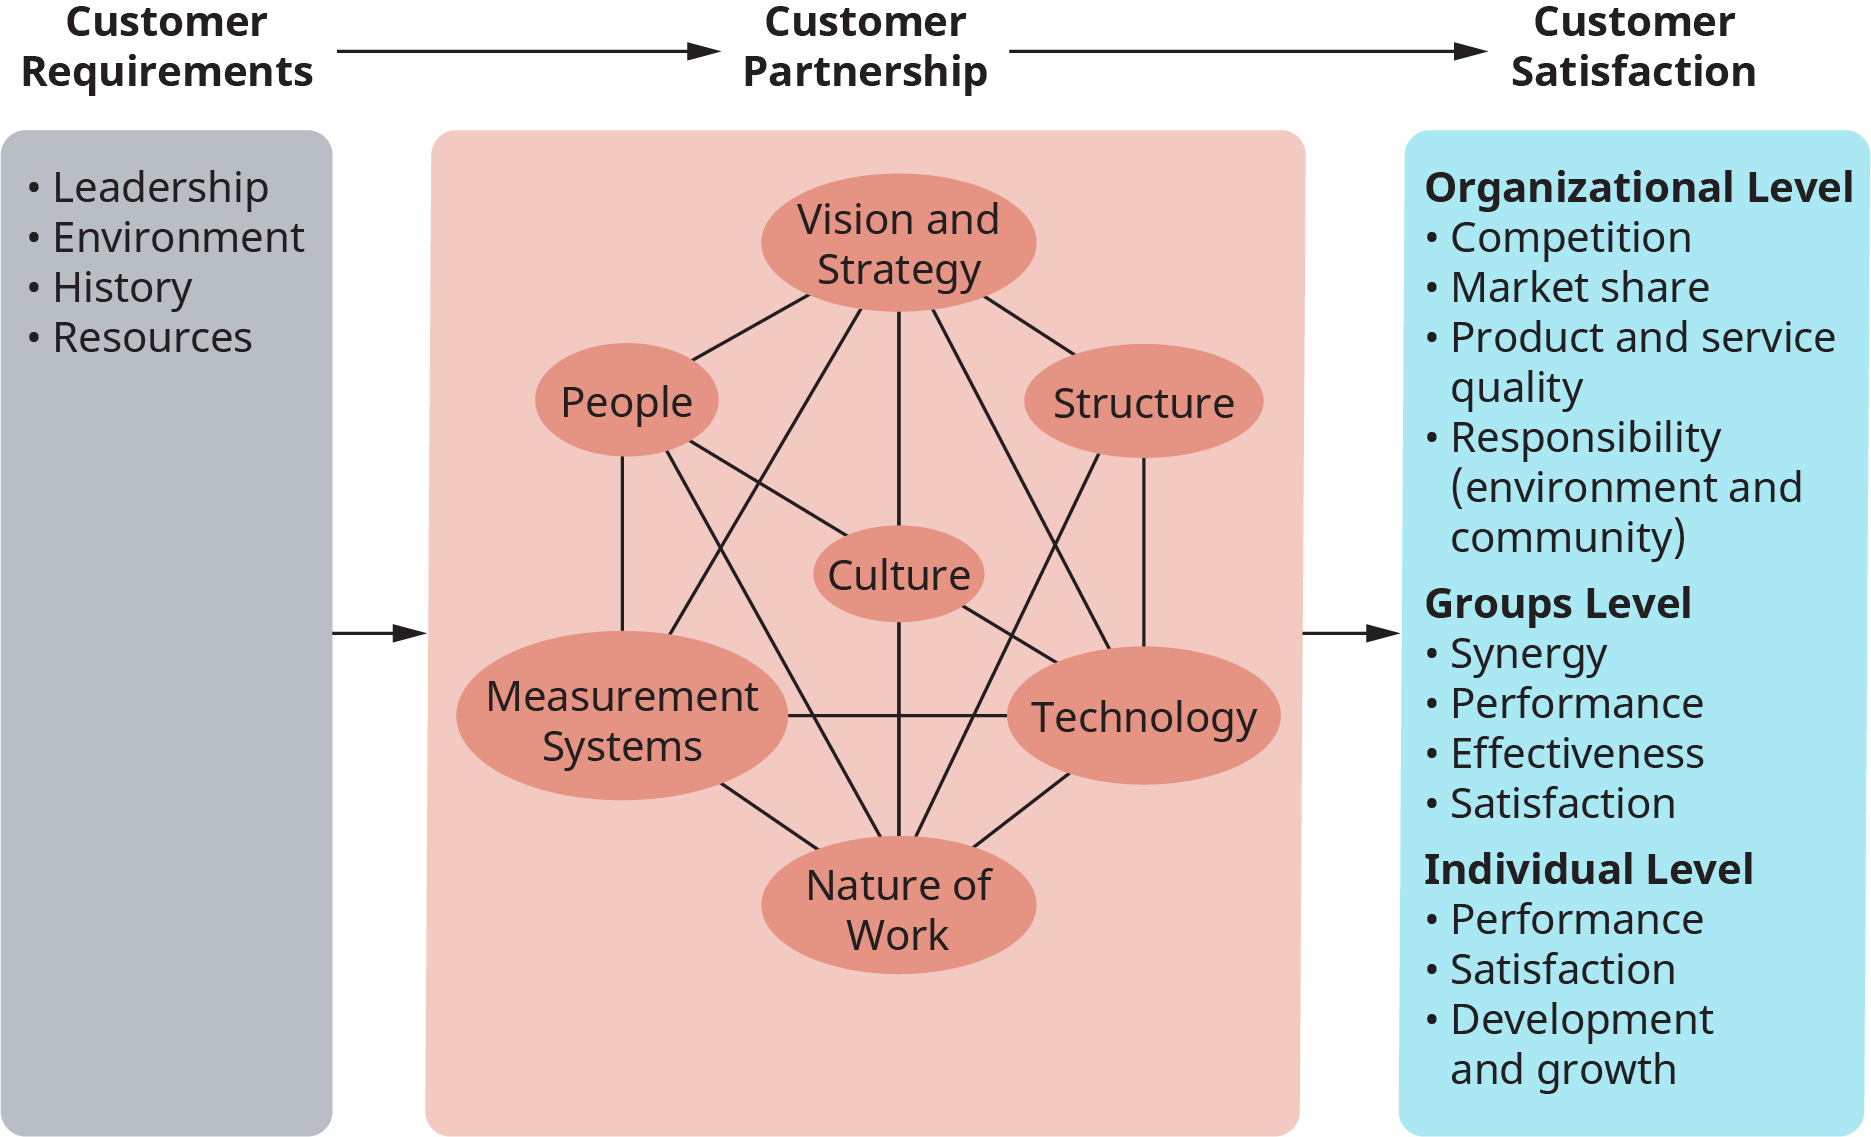 Customer
Requirements
Customer
Partnership
Customer
Satisfaction
• Leadership
• Environment
• History
• Resources
Vision and
Strategy
People
Structure
Culture
Measurement
Systems
Technology
Nature of
Work
Organizational Level
• Competition
• Market share
• Product and service
quality
• Responsibility
(environment and
community)
Groups Level
• Synergy
• Performance
• Effectiveness
• Satisfaction
Individual Level
• Performance
• Satisfaction
• Development
and growth